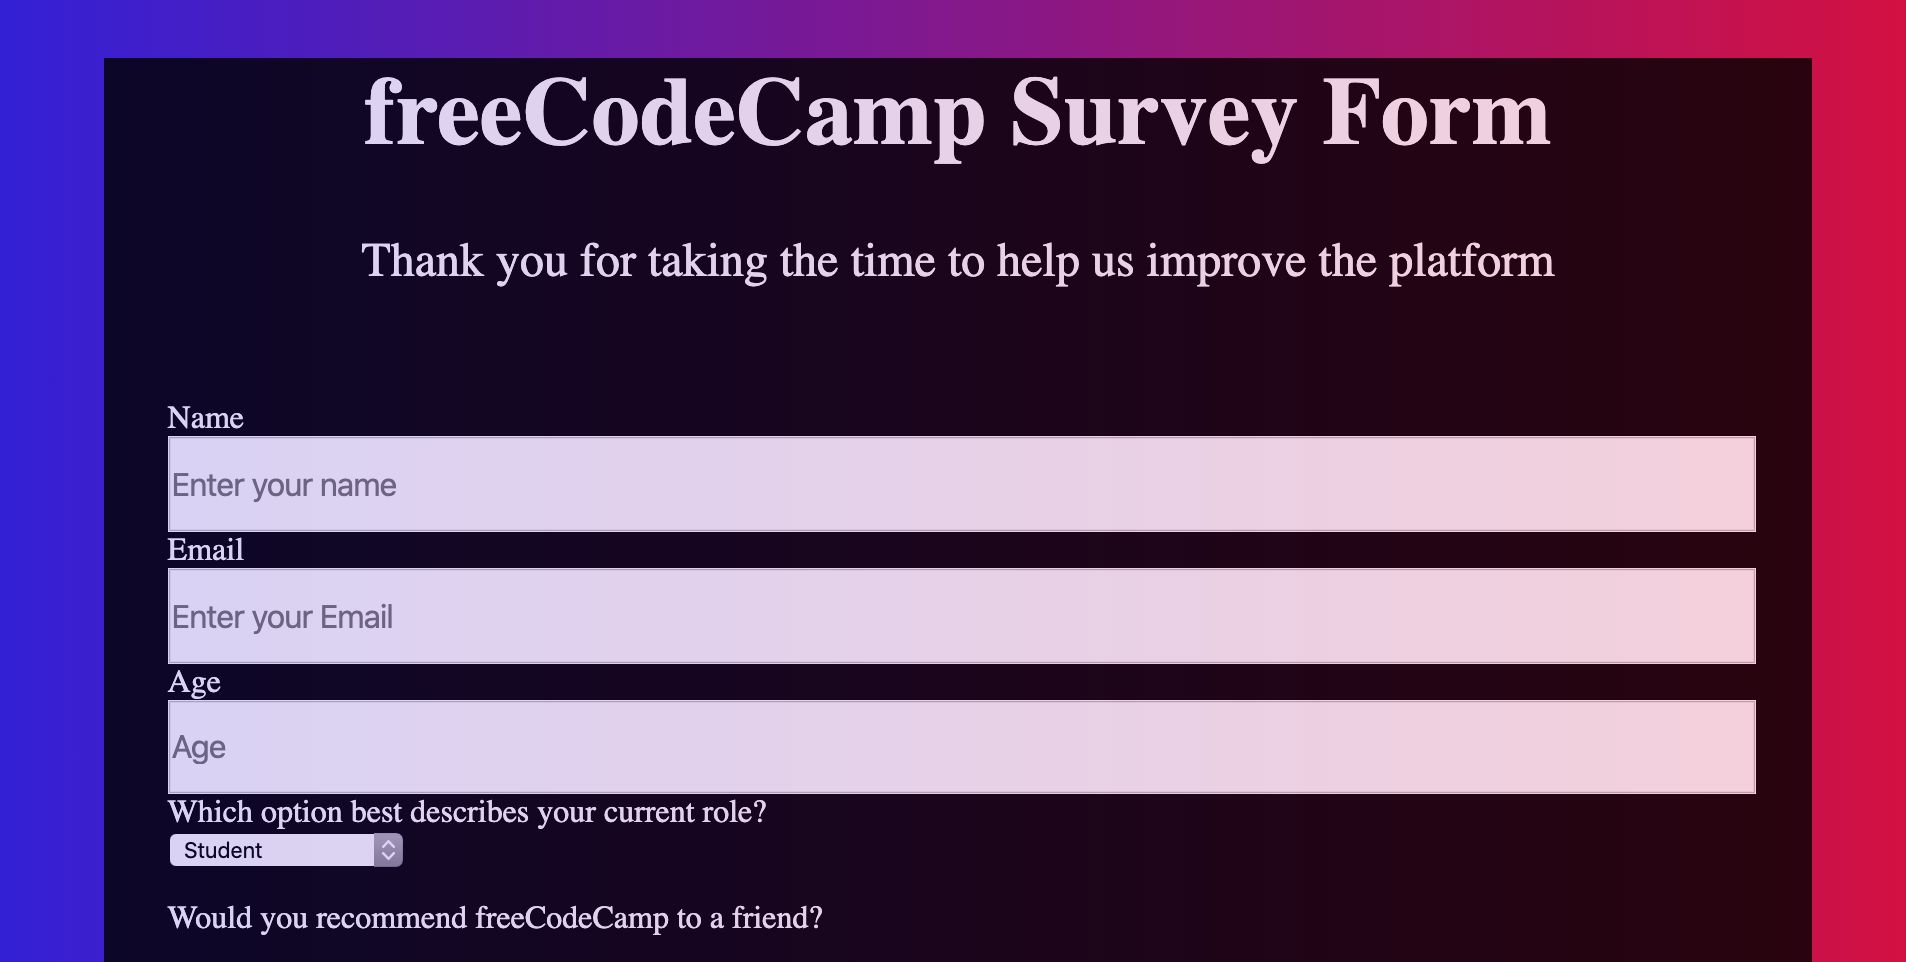 freeCodeCamp Survey Form
Thank you for taking the time to help us improve the platform
Name
Enter your name
Email
Enter your Email
Age
Age
Which option best describes your current role?
Student
Would you recommend freeCodeCamp to a friend?